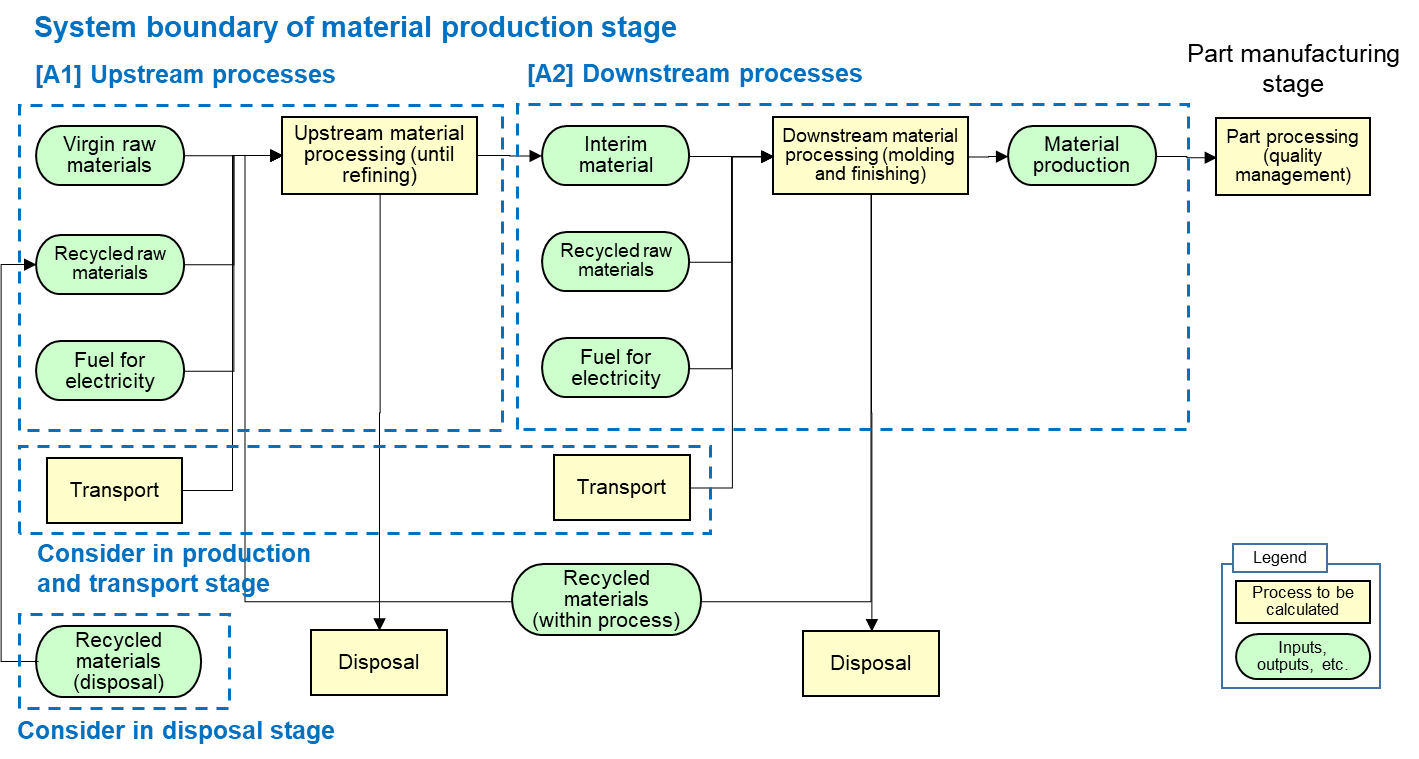 System boundary of material production stage
[A1] Upstream processes
[A2] Downstream processes
Part manufacturing
stage
Virgin raw
materials
Upstream material
processing (until
refining)
Interim
material
Downstream material
processing (molding
and finishing)
Material
production
Part processing
(quality
management)
Recycled raw
materials
Recycled raw
materials
Fuel for
electricity
Fuel for
electricity
Transport
Transport
Consider in production
and transport stage
Recycled
materials
(within process)
Recycled
materials
(disposal)
Disposal
Disposal
Consider in disposal stage
Legend
Process to be
calculated
Inputs,
outputs, etc.